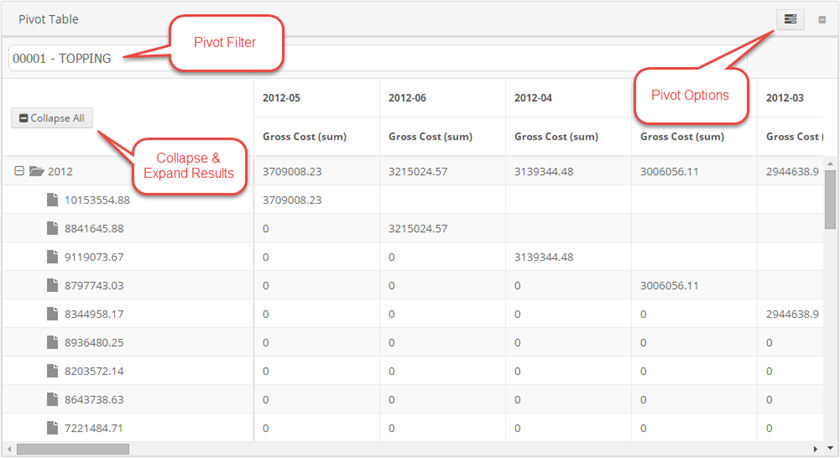 Pivot Table
Pivot Filter
00001 - TOPPING
Pivot Options
2012-05 2012-06 2012-04 2012-03
Collapse All
Gross Cost (sum) Gross Cost (sum) Gross Cost (sum) Gross Cost (sum) Gross Cost (
Collapse &
Expand Results
2012 3709008.23 3215024.57 3139344.48 3006056.11 2944638.9
10153554.88 3709008.23
8841645.88 0 3215024.57
9119073.67 0 0 3139344.48
8797743.03 0 0 0 3006056.11
8344958.17 0 0 0 0 2944638.9
8936480.25 0 0 0 0 0
8203572.14 0 0 0 0 0
8643738.63 0 0 0 0 0
7221484.71 0 0 0 0 0